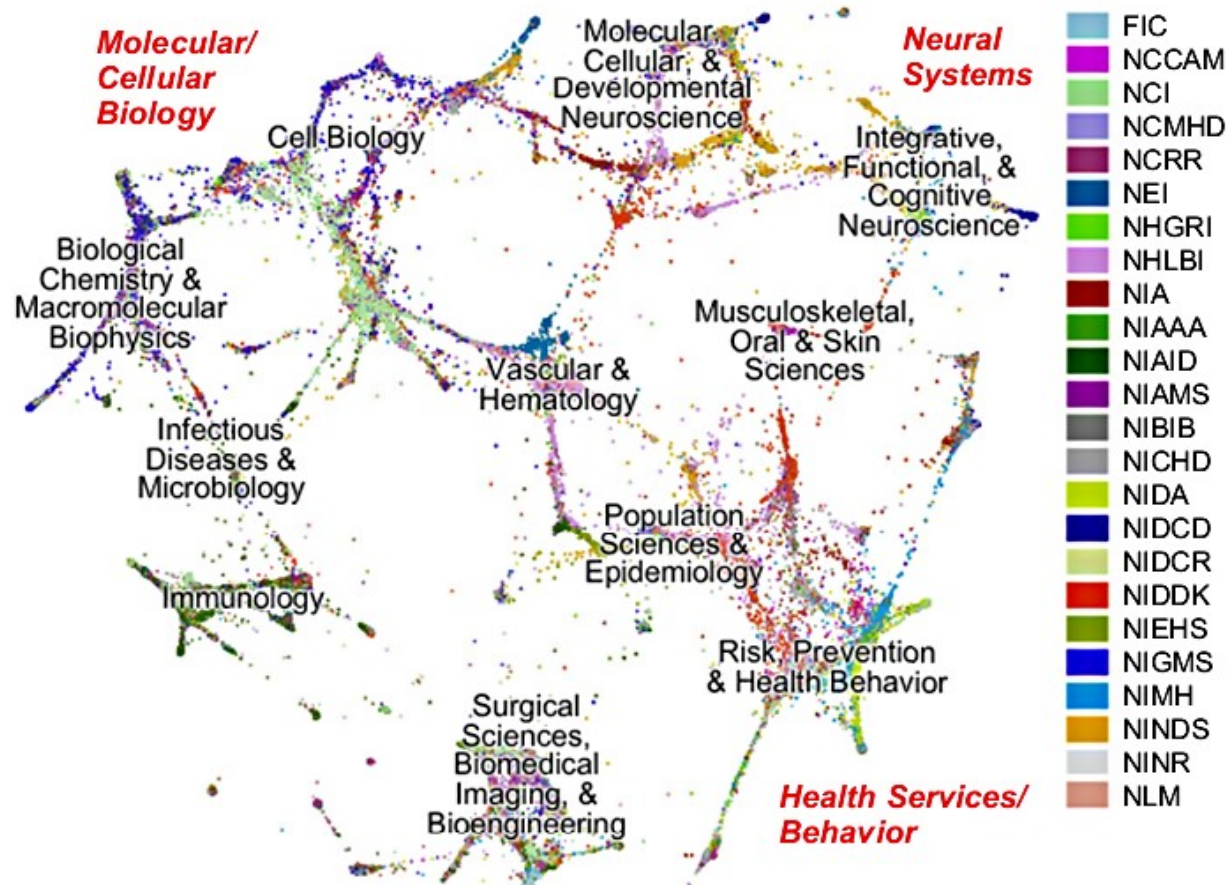 Molecular/
Cellular
Biology
Molecular,
Cellular, &
Developmental
Neuroscience
Neural
Systems
Cell Biology
Integrative,
Functional, &
Cognitive
Neuroscience
Biological
Chemistry &
Macromolecular
Biophysics
Musculoskeletal,
Oral & Skin
Sciences
Vascular &
Hematology
Infectious
Diseases &
Microbiology
Population
Sciences &
Epidemiology
Immunology
Risk, Prevention
& Health Behavior
Surgical
Sciences,
Biomedical
Imaging, &
Bioengineering
Health Services/
Behavior
FIC
NCCAM
NCI
NCMHD
NCRR
NEI
NHGRI
NHLBI
NIA
NIAAA
NIAID
NIAMS
NIBIB
NICHD
NIDA
NIDCD
NIDCR
NIDDK
NIEHS
NIGMS
NIMH
NINDS
NINR
NLM